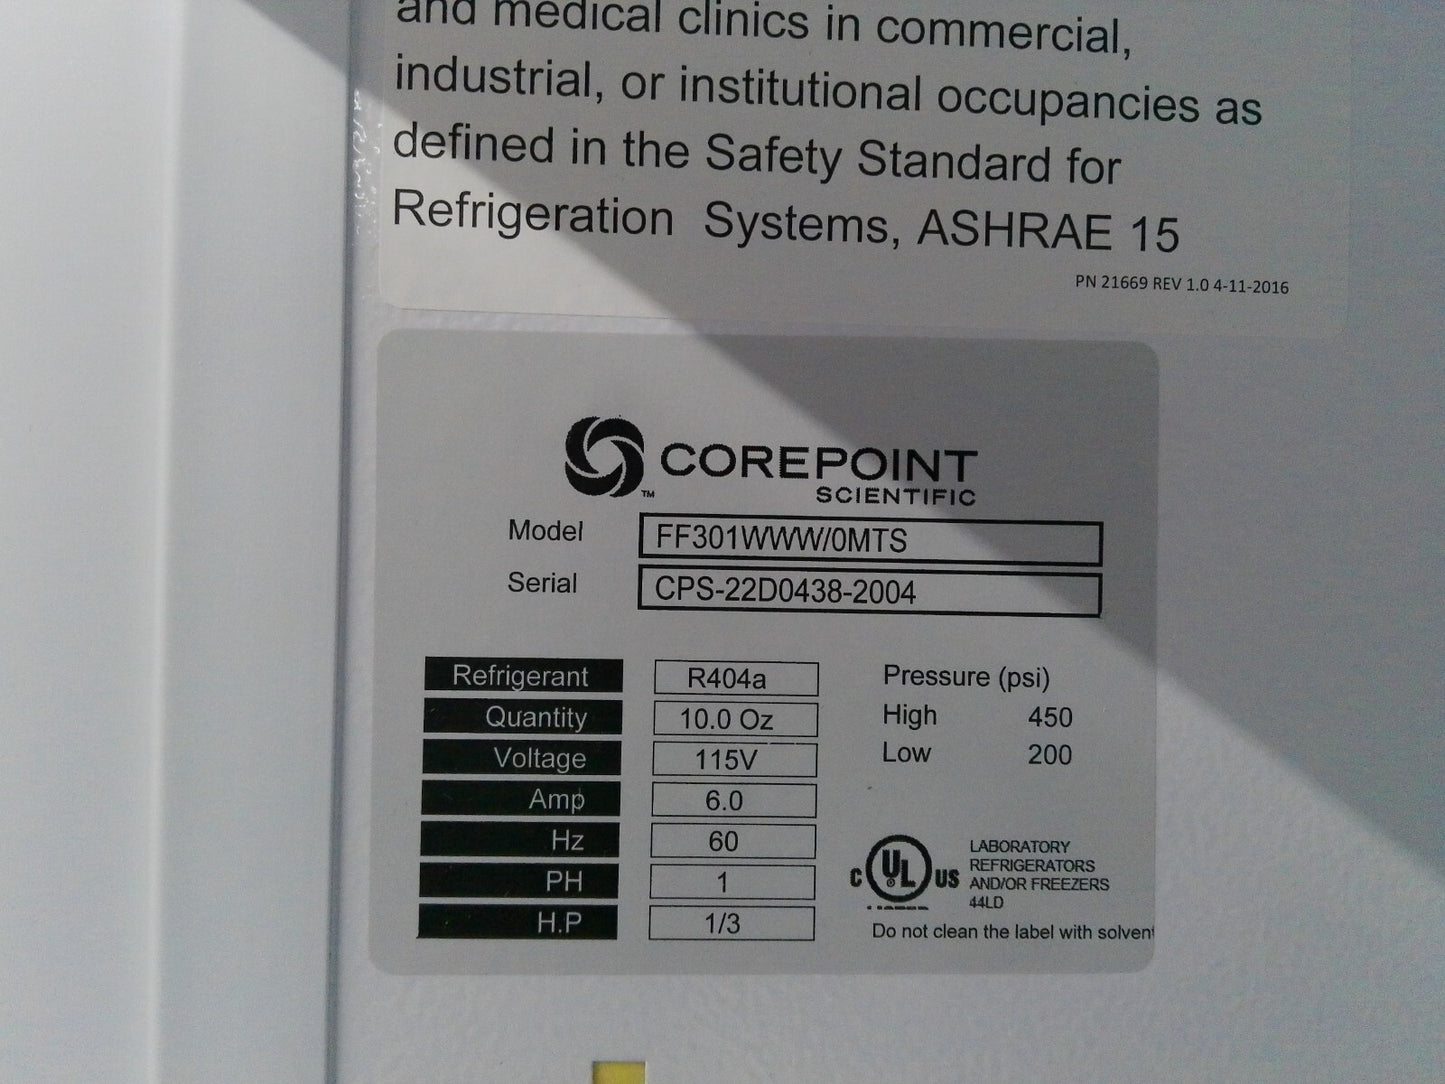 and medical clinics in commercial,
industrial, or institutional occupancies as
defined in the Safety Standard for
Refrigeration Systems, ASHRAE 15
PN 21669 REV 1.0 4-11-2016
COREPOINT
TM
SCIENTIFIC
Model FF301WWW/0MTS
Serial CPS-22D0438-2004
Refrigerant R404a
Quantity 10.0 Oz
Voltage 115V
Amp 6.0
Hz 60
PH 1
H.P 1/3
Pressure (psi)
High 450
Low 200
C UL US
®
LABORATORY
REFRIGERATORS
AND/OR FREEZERS
44LD
Do not clean the label with solvent